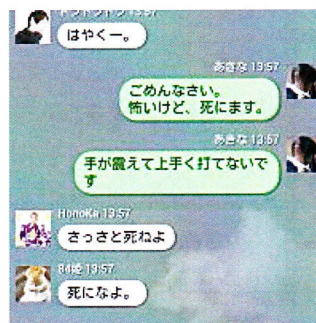 はやくー。
あきな 13:57
ごめんなさい。
怖いけど、死にます。
あきな 13:57
手が震えて上手く打てないで
す
HonoKa 13:57
さっさと死ねよ
84姫 13:57
死になよ。